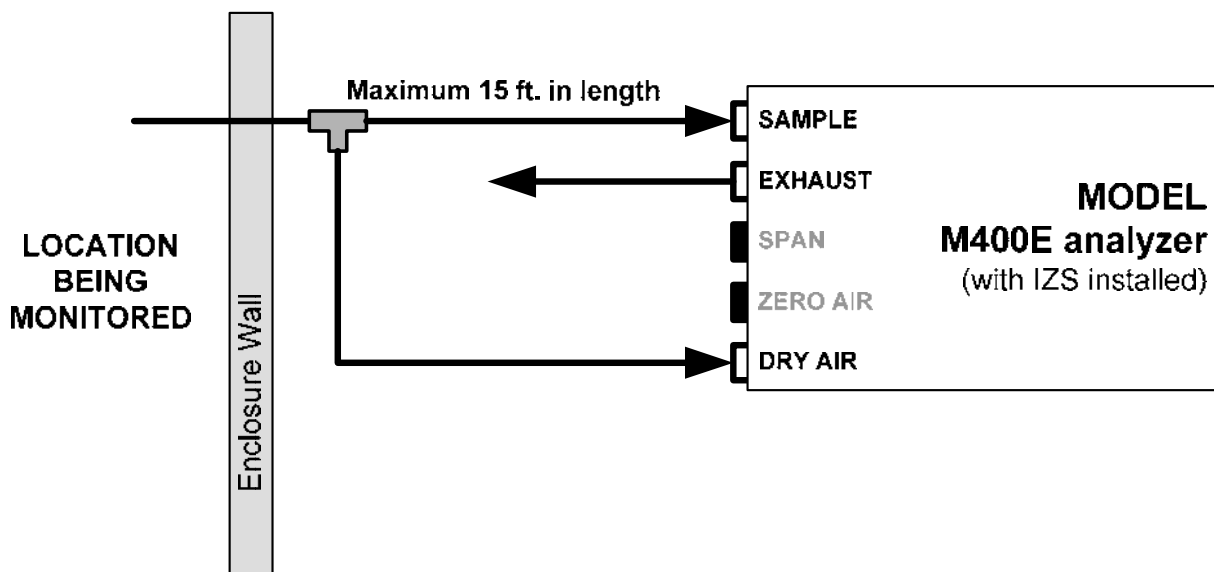 Maximum 15 ft. in length
SAMPLE
EXHAUST
SPAN
ZERO AIR
DRY AIR
MODEL
M400E analyzer
(with IZS installed)
LOCATION
BEING
MONITORED
Enclosure Wall